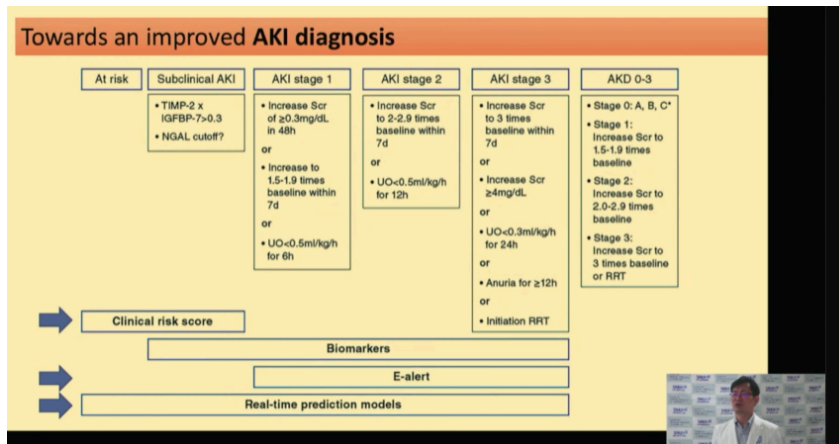 Towards an improved AKI diagnosis
At risk
Subclinical AKI
AKI stage 1
AKI stage 2
AKI stage 3
AKD 0-3
• TIMP-2 x
IGFBP-7>0.3
• NGAL cutoff?
• Increase Scr
of ≥0.3mg/dL
in 48h
or
• Increase to
1.5-1.9 times
baseline within
7d
or
• UO<0.5ml/kg/h
for 6h
• Increase Scr
to 2-2.9 times
baseline within
7d
or
• UO<0.5ml/kg/h
for 12h
• Increase Scr
to 3 times
baseline within
7d
or
• Increase Scr
≥4mg/dL
or
• UO<0.3ml/kg/h
for 24h
or
• Anuria for ≥12h
or
• Initiation RRT
• Stage 0: A, B, C*
• Stage 1:
Increase Scr to
1.5-1.9 times
baseline
• Stage 2:
Increase Scr to
2.0-2.9 times
baseline
• Stage 3:
Increase Scr to
3 times baseline
or RRT
Clinical risk score
Biomarkers
E-alert
Real-time prediction models